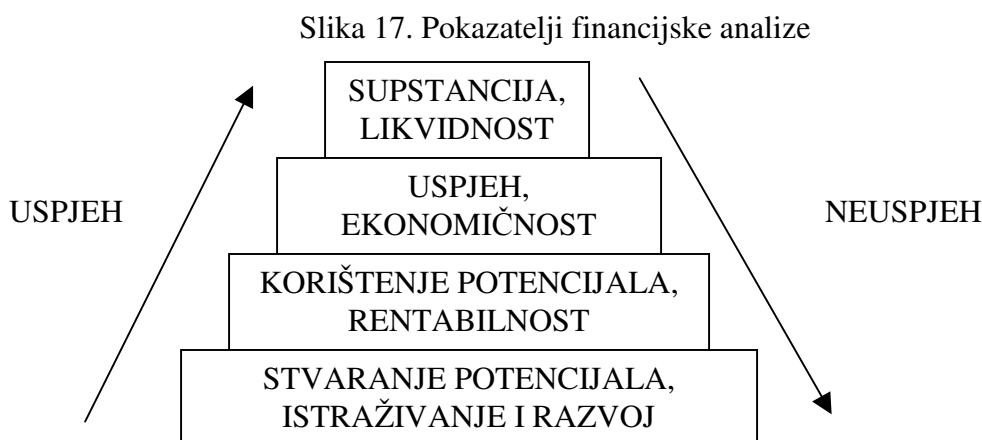 Slika 17. Pokazatelji financijske analize
SUPSTANCIJA,
LIKVIDNOST
USPJEH,
EKONOMIČNOST
USPJEH
NEUSPJEH
KORIŠTENJE POTENCIJALA,
RENTABILNOST
STVARANJE POTENCIJALA,
ISTRAŽIVANJE I RAZVOJ